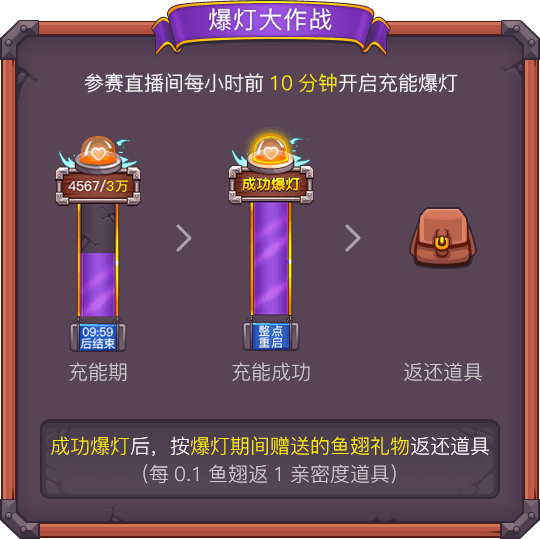 爆灯大作战
参赛直播间每小时前 10 分钟开启充能爆灯
4567/3万
成功爆灯
09:59
后结束
整点
重启
充能期
充能成功
返还道具
成功爆灯后，按爆灯期间赠送的鱼翅礼物返还道具
（每 0.1 鱼翅返 1 亲密度道具）